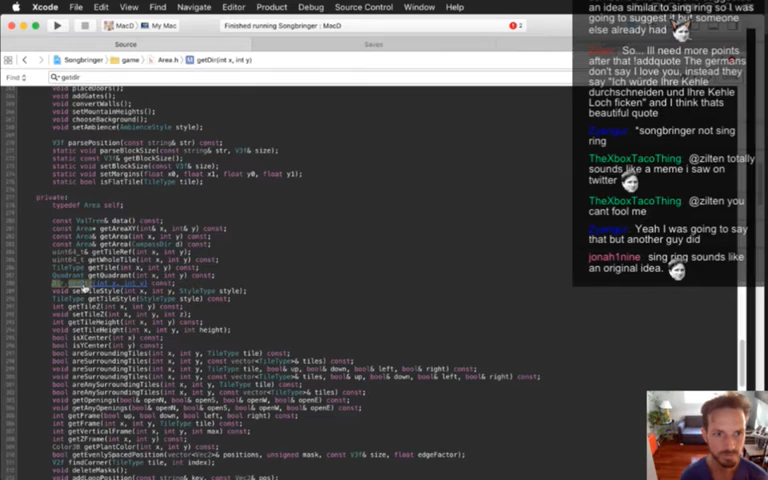 Xcode File Edit View Find Navigate Editor Product Debug Source Control Window Help
MacD My Mac Finished running Songbringer : MacD 2
Source Saves
Songbringer game Area.h getDir(int x, int y)
Find getdir
void placeDoors();
void addGates();
void convertWalls();
void setMountainHeights();
void chooseBackground();
void setAmbience(AmbienceStyle style);
V3f parsePosition(const string& str) const;
static void parseBlockSize(const string& str, V3f& size);
static const V3f& getBlockSize();
static void setBlockSize(const V3f& size);
static void setMargins(float x0, float x1, float y0, float y1);
static bool isFlatTile(TileType tile);
private:
typedef Area self;
const ValTree& data() const;
const Area* getAreaXY(int& x, int& y) const;
const Area& getArea(int x, int y) const;
const Area& getArea(CompassDir d) const;
uint64_t getTileRef(int x, int y) const;
uint64_t getWholeTile(int x, int y) const;
TileType getTile(int x, int y) const;
Quadrant getQuadrant(int x, int y) const;
(int x, int y) const;
void setTileStyle(int x, int y, StyleType style);
TileType getTileStyle(StyleType style) const;
int getTileZ(int x, int y) const;
void setTileZ(int x, int y, int z);
int getTileHeight(int x, int y) const;
void setTileHeight(int x, int y, int height);
bool isXCenter(int x) const;
bool isYCenter(int y) const;
bool areSurroundingTiles(int x, int y, TileType tile) const;
bool areSurroundingTiles(int x, int y, const vector<TileType>& tiles) const;
bool areSurroundingTiles(int x, int y, TileType tile, bool& up, bool& down, bool& left, bool& right) const;
bool areSurroundingTiles(int x, int y, const vector<TileType>& tiles, bool& up, bool& down, bool& left, bool& right) const;
bool areAnySurroundingTiles(int x, int y, TileType tile) const;
bool areAnySurroundingTiles(int x, int y, const vector<TileType>& tiles) const;
void getOpenings(bool& openN, bool& openS, bool& openW, bool& openE) const;
void getAnyOpenings(bool& openN, bool& openS, bool& openW, bool& openE) const;
int getFrame(bool up, bool down, bool left, bool right) const;
int getFrame(int x, int y, TileType tile) const;
int getVerticalFrame(int x, int y, int max) const;
int getZFrame(int x, int y) const;
ColorJB getPlantColor(int x, int y) const;
bool getEvenlySpacedPosition(vector<Vec2>& positions, unsigned mask, const V3f& size, float edgeFactor);
V2f findCorner(TileType tile, int index);
void deleteMasks();
void addLoopPosition(const string& key, const Vec2& pos);
an idea similar to sing ring so I was
going to suggest it but someone
else already had
So... Ill need more points
after that !addquote The germans
don't say I love you, instead they
say "Ich würde Ihre Kehle
durchschneiden und Ihre Kehle
Loch ficken" and I think thats
beautiful quote
*songbringer not sing
ring
TheXboxTacoThing @zilten totally
sounds like a meme i saw on
twitter
TheXboxTacoThing @zilten you
cant fool me
Yeah I was going to say
that but another guy did
jonah1nine sing ring sounds like
an original idea.